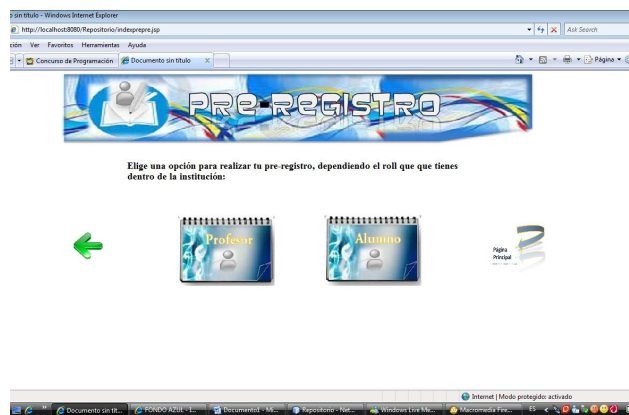 o sin título - Windows Internet Explorer
http://localhost:8080/Repositorio/indexprepre.jsp
Ask Search
ción Ver Favoritos Herramientas Ayuda
Concurso de Programación
Documento sin título X
Página
PRE-REGISTRO
Elige una opción para realizar tu pre-registro, dependiendo el roll que que tienes
dentro de la institución:
Profesor
Alumno
Página
Principal
Internet | Modo protegido: activado
Documento sin tít...
FONDO AZUL - I...
Documento1 - Mi...
Repositorio - Net...
Windows Live Me...
Macromedia Fire...
ES